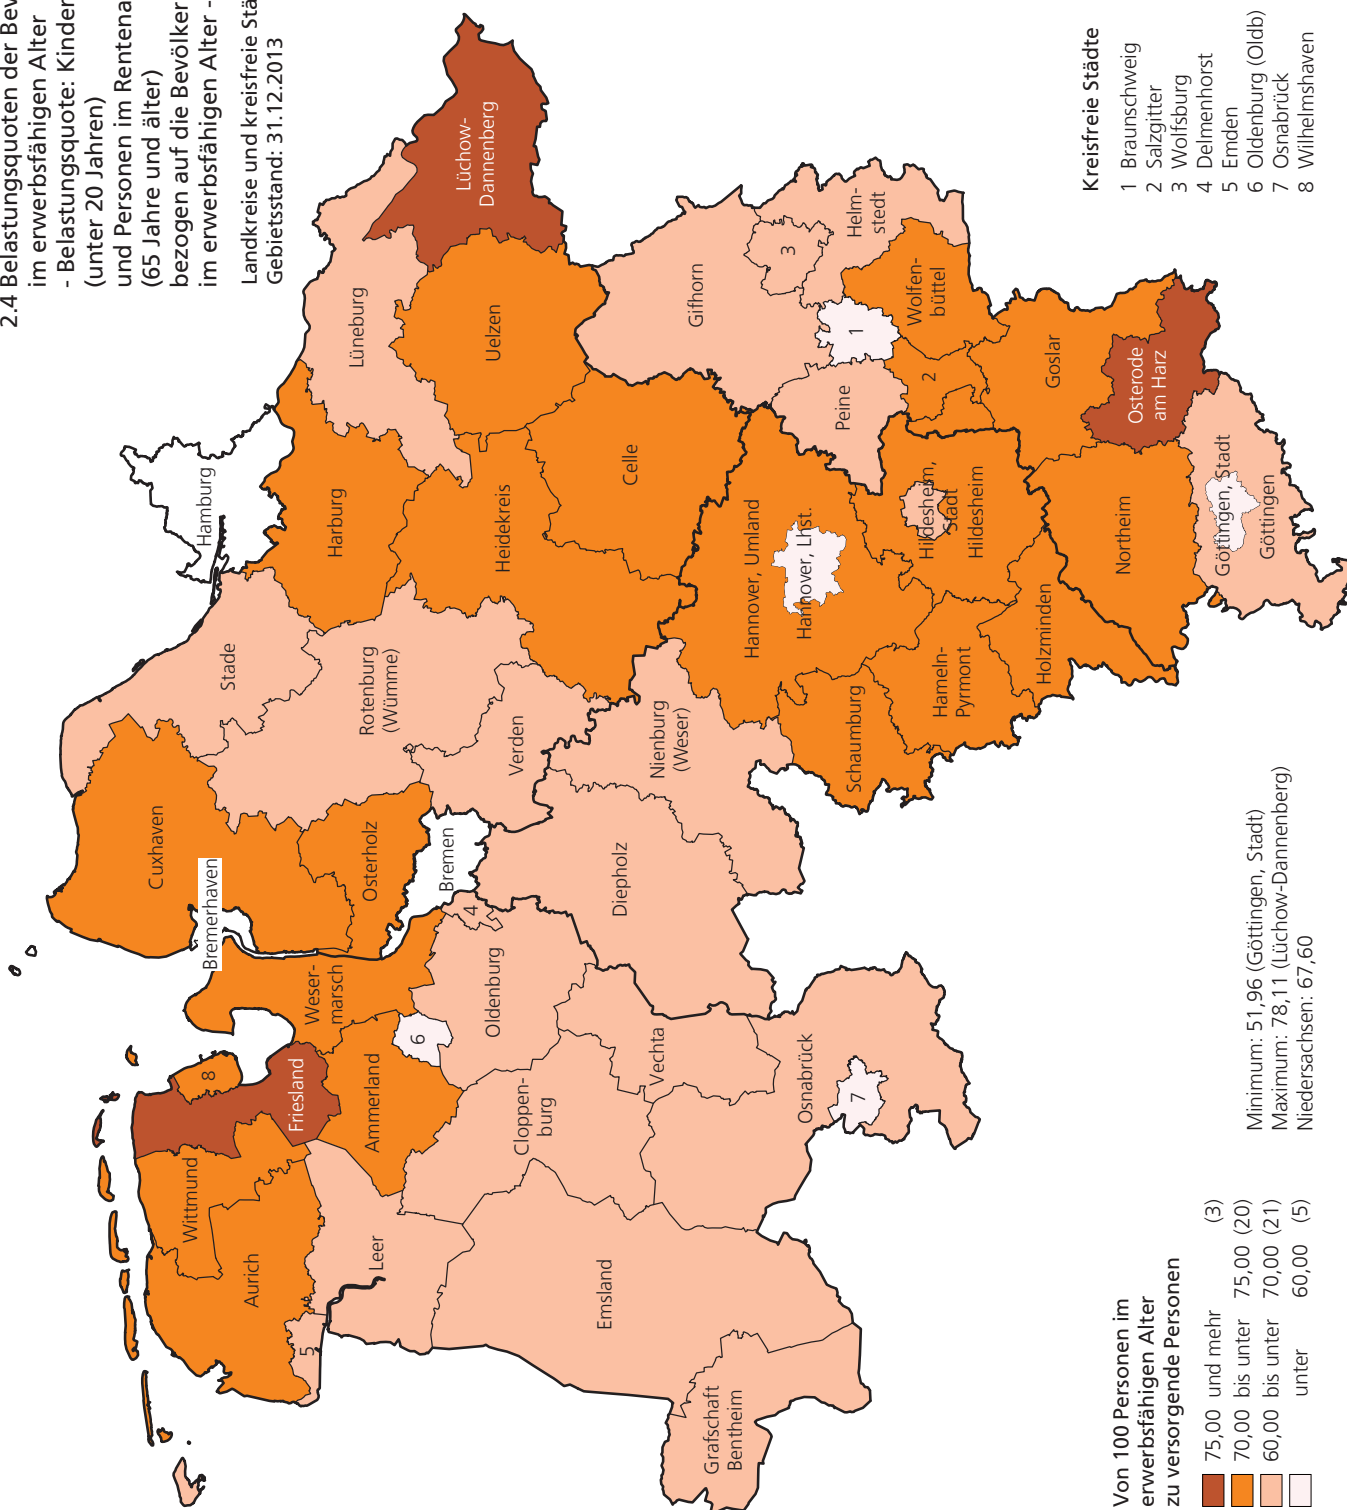 2.4 Belastungsquoten der
im erwerbsfähigen Alter
- Belastungsquote: Kinder
(unter 20 Jahren)
und Personen im
(65 Jahre und älter)
bezogen auf die
im erwerbsfähigen Alter -
Landkreise und kreisfreie
Gebietsstand: 31.12.2013
Hamburg
Cuxhaven
Bremerhaven
Stade
Harburg
Lüneburg
Lüchow-
Dannenberg
Uelzen
Osterholz
Rotenburg
(Wümme)
Heidekreis
Celle
Gifhorn
Bremen
Verden
Wittmund
Aurich
8
Friesland
Weser-
marsch
Ammerland
6
4
Oldenburg
5
Leer
Cloppen-
burg
Vechta
Diepholz
Nienburg
(Weser)
Emsland
Grafschaft
Bentheim
Osnabrück
7
Hannover, Umland
Hannover, Lhst.
Schaumburg
Hameln-
Pyrmont
Hildesheim,
Stadt
Hildesheim
Holzminden
Peine
1
2
3
Helm-
stedt
Wolfen-
büttel
Goslar
Osterode
am Harz
Northeim
Göttingen, Stadt
Göttingen
Kreisfreie Städte
1 Braunschweig
2 Salzgitter
3 Wolfsburg
4 Delmenhorst
5 Emden
6 Oldenburg (Oldb)
7 Osnabrück
8 Wilhelmshaven
Von 100 Personen im
erwerbsfähigen Alter
zu versorgende Personen
75,00 und mehr (3)
70,00 bis unter 75,00 (20)
60,00 bis unter 70,00 (21)
unter 60,00 (5)
Minimum: 51,96 (Göttingen, Stadt)
Maximum: 78,11 (Lüchow-Dannenberg)
Niedersachsen: 67,60